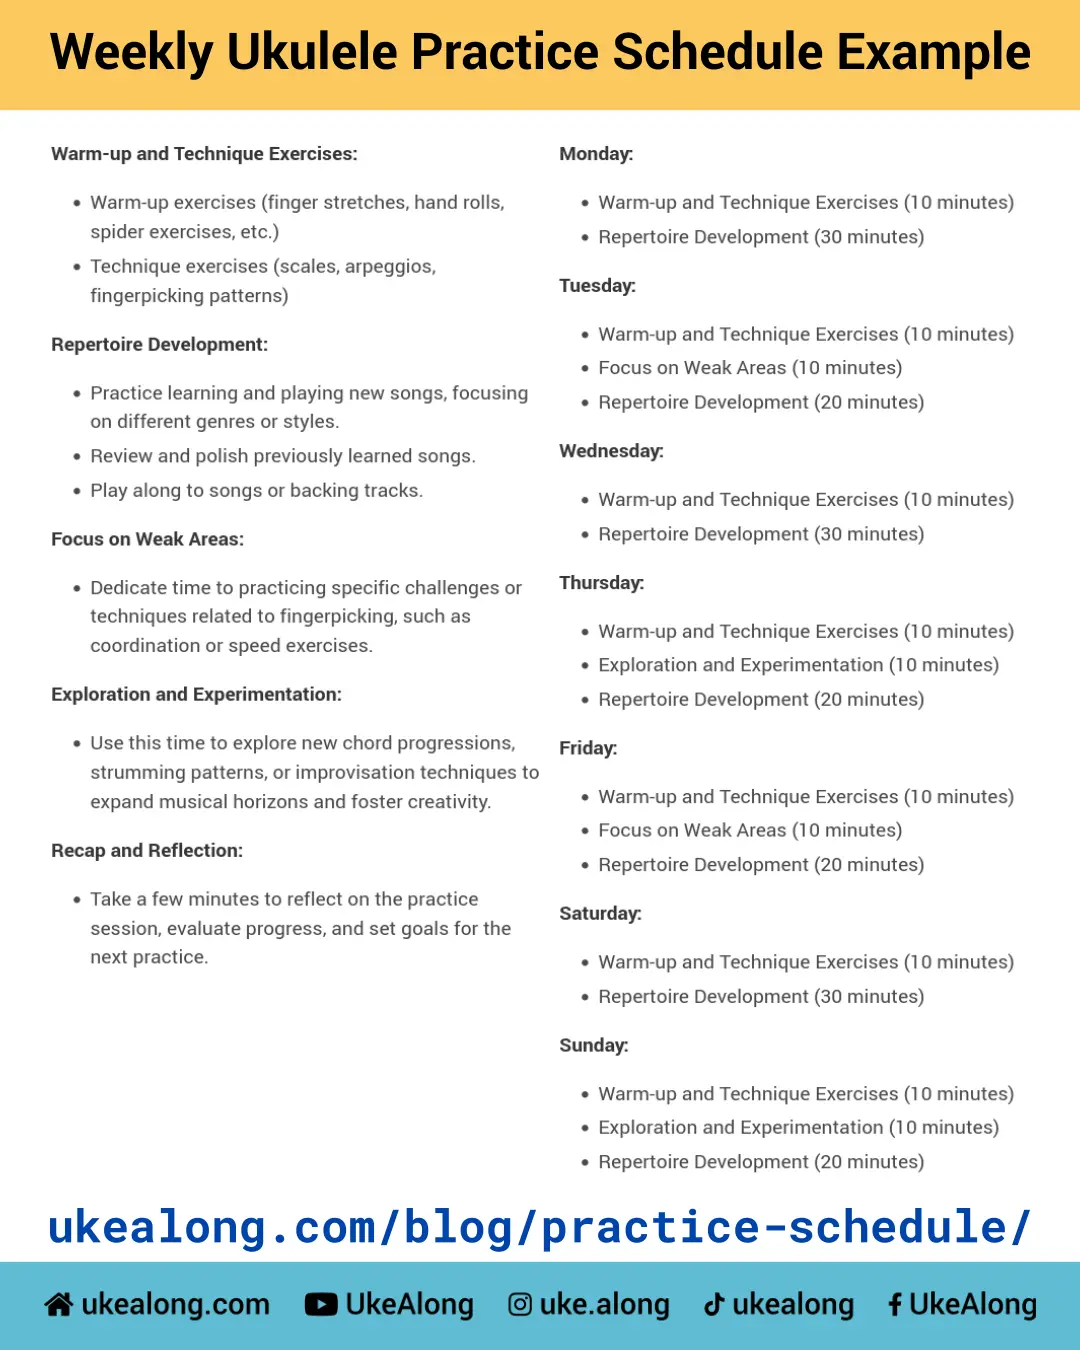 Weekly Ukulele Practice Schedule Example
Warm-up and Technique Exercises:
Warm-up exercises (finger stretches, hand rolls,
spider exercises, etc.)
Technique exercises (scales, arpeggios,
fingerpicking patterns)
Repertoire Development:
Practice learning and playing new songs, focusing
on different genres or styles.
Review and polish previously learned songs.
Play along to songs or backing tracks.
Focus on Weak Areas:
Dedicate time to practicing specific challenges or
techniques related to fingerpicking, such as
coordination or speed exercises.
Exploration and Experimentation:
Use this time to explore new chord progressions,
strumming patterns, or improvisation techniques to
expand musical horizons and foster creativity.
Recap and Reflection:
Take a few minutes to reflect on the practice
session, evaluate progress, and set goals for the
next practice.
Monday:
Warm-up and Technique Exercises (10 minutes)
Repertoire Development (30 minutes)
Tuesday:
Warm-up and Technique Exercises (10 minutes)
Focus on Weak Areas (10 minutes)
Repertoire Development (20 minutes)
Wednesday:
Warm-up and Technique Exercises (10 minutes)
Repertoire Development (30 minutes)
Thursday:
Warm-up and Technique Exercises (10 minutes)
Exploration and Experimentation (10 minutes)
Repertoire Development (20 minutes)
Friday:
Warm-up and Technique Exercises (10 minutes)
Focus on Weak Areas (10 minutes)
Repertoire Development (20 minutes)
Saturday:
Warm-up and Technique Exercises (10 minutes)
Repertoire Development (30 minutes)
Sunday:
Warm-up and Technique Exercises (10 minutes)
Exploration and Experimentation (10 minutes)
Repertoire Development (20 minutes)
ukealong.com/blog/practice-schedule/
ukealong.com UkeAlong uke.along ukealong UkeAlong